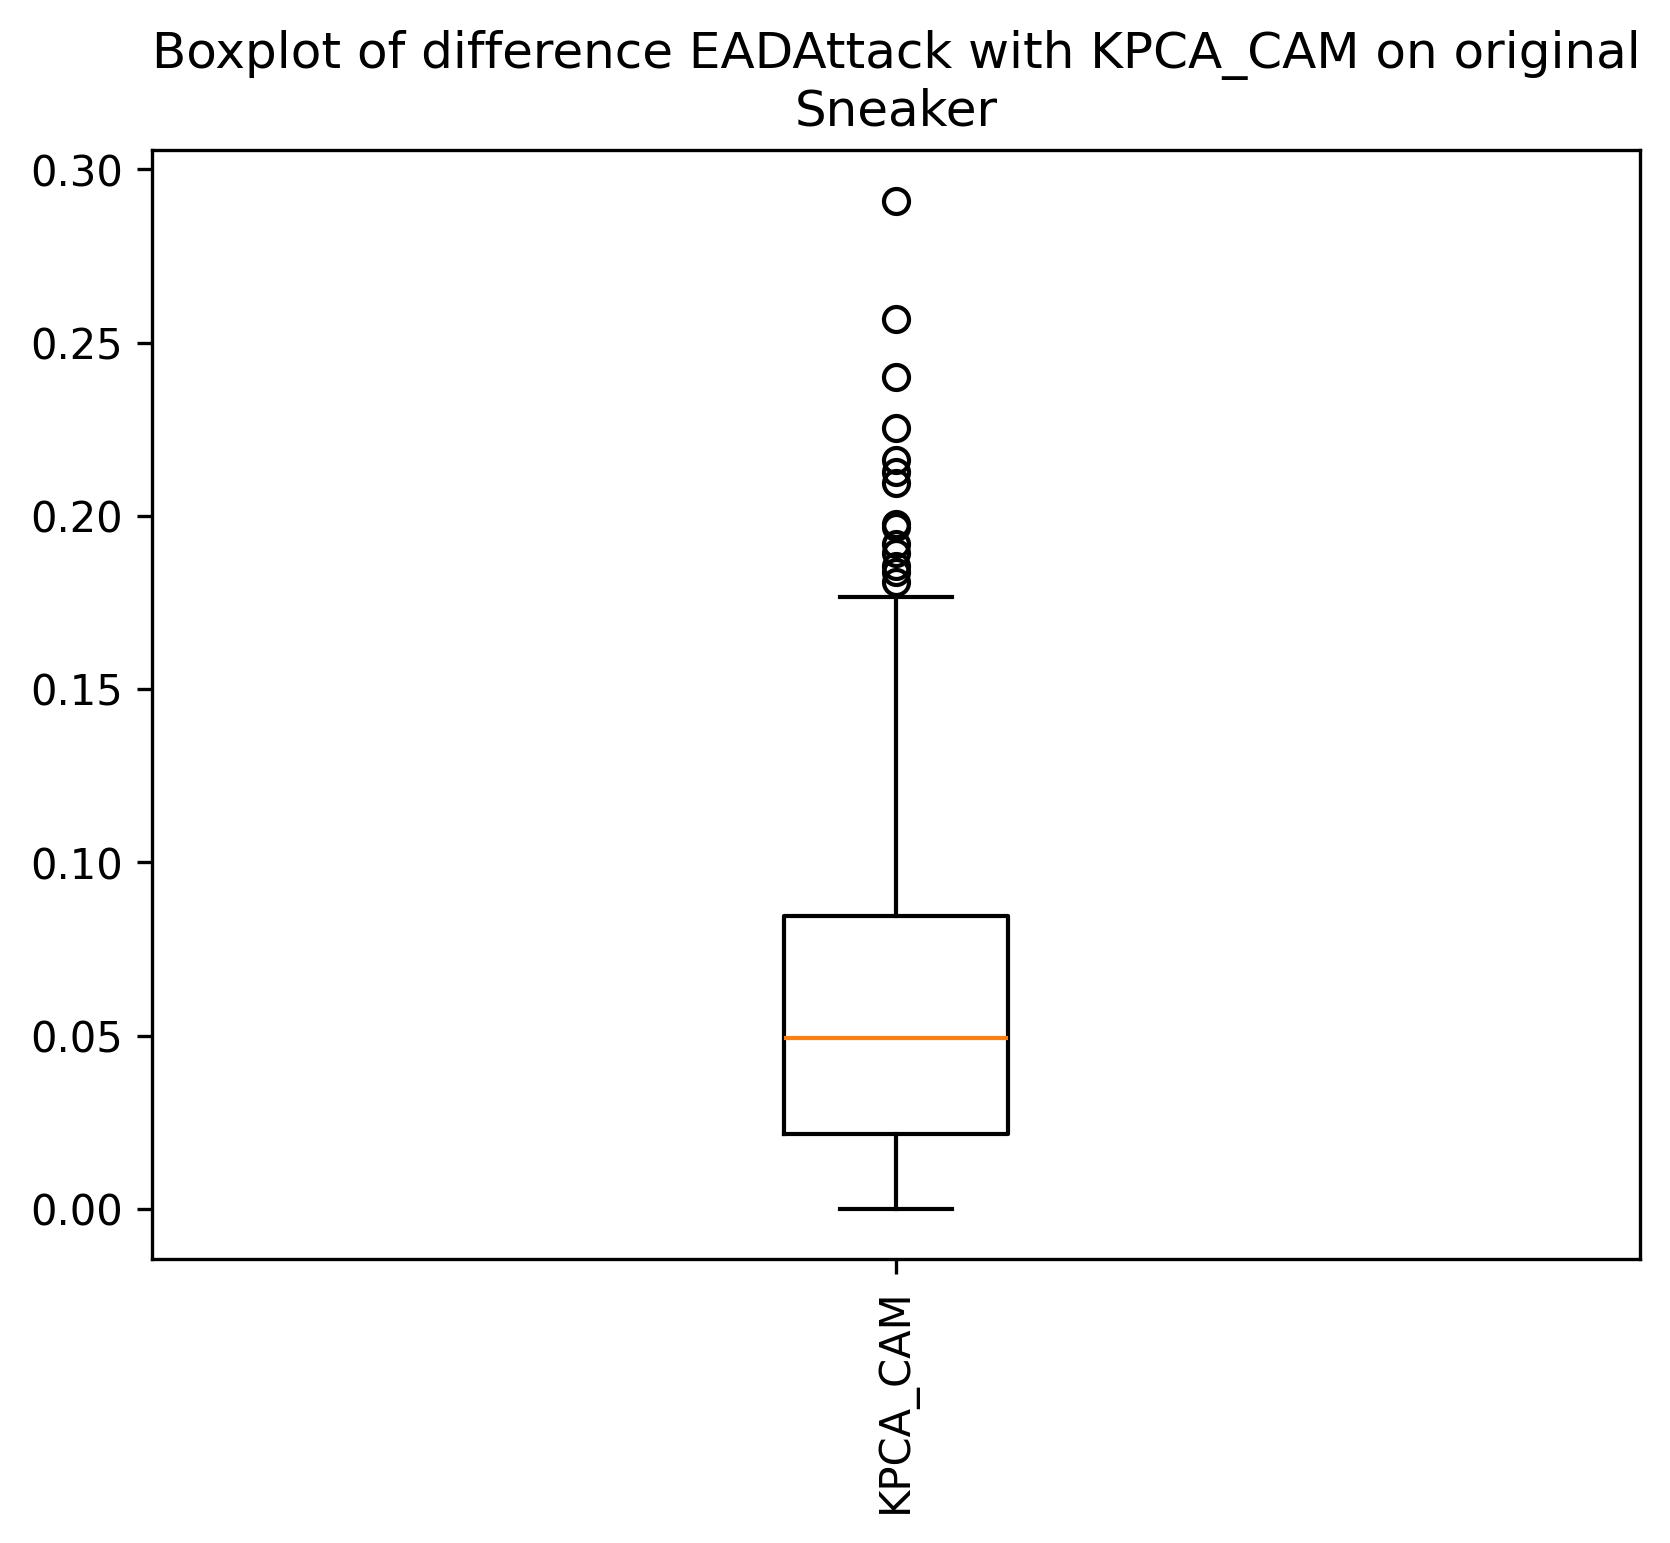 Boxplot of difference EADAttack with KPCA_CAM on original
Sneaker
0.30
0.25
0.20
0.15
0.10
0.05
0.00
KPCA_CAM